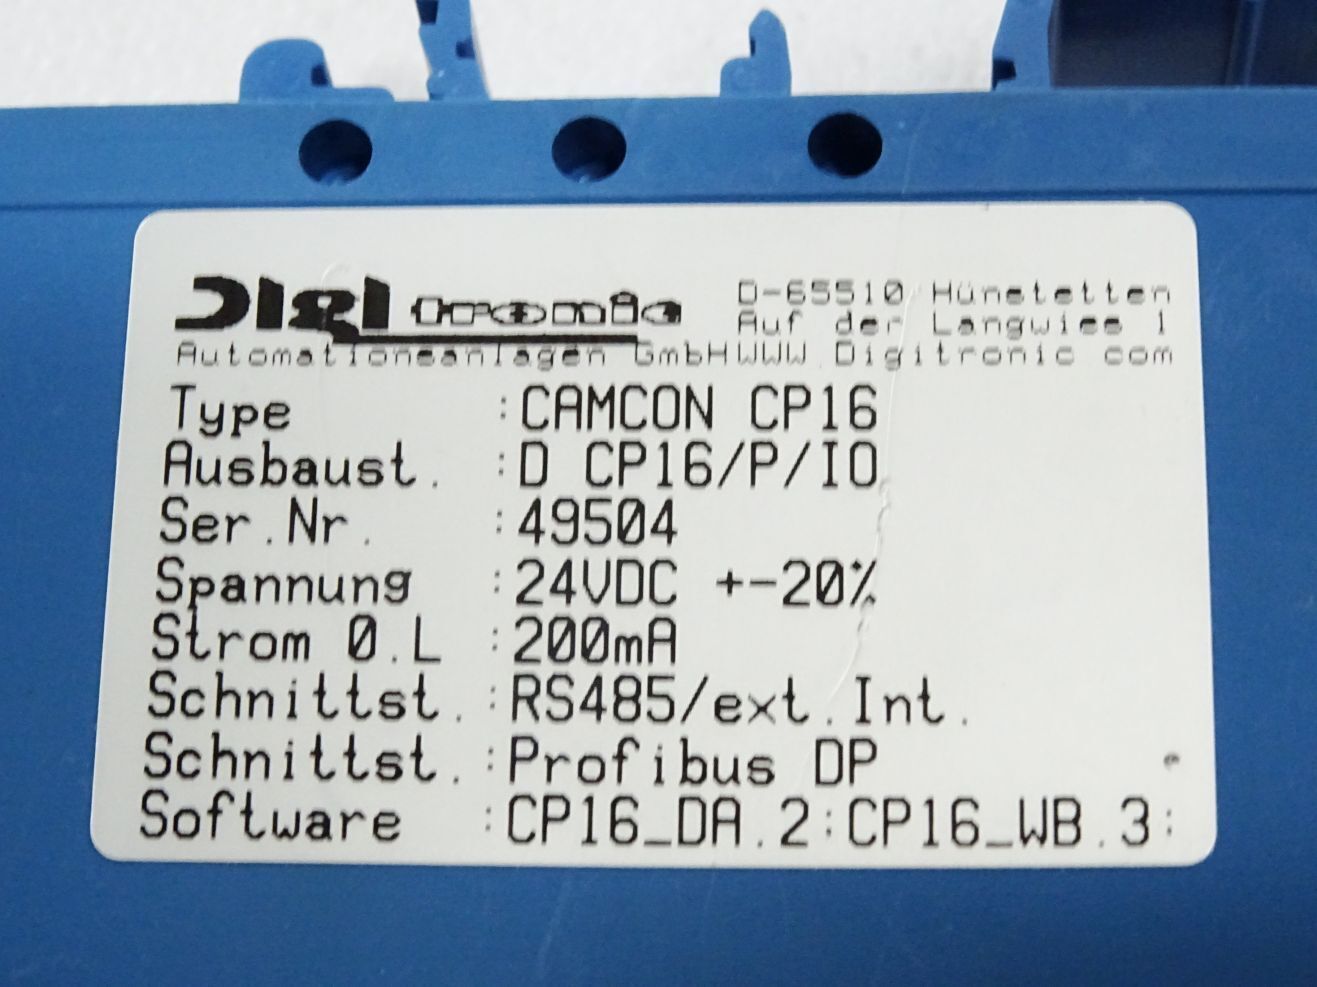 Digitronic D-65510 Hünstetten
Auf der Langwies 1
Automationsanlagen GmbH WWW.Digitronic.com
Type :CAMCON CP16
Ausbaust. :D CP16/P/IO
Ser.Nr. :49504
Spannung :24VDC +-20%
Strom O.L :200mA
Schnittst.:RS485/ext.Int.
Schnittst.:Profibus DP
Software :CP16_DA.2:CP16_WB.3: